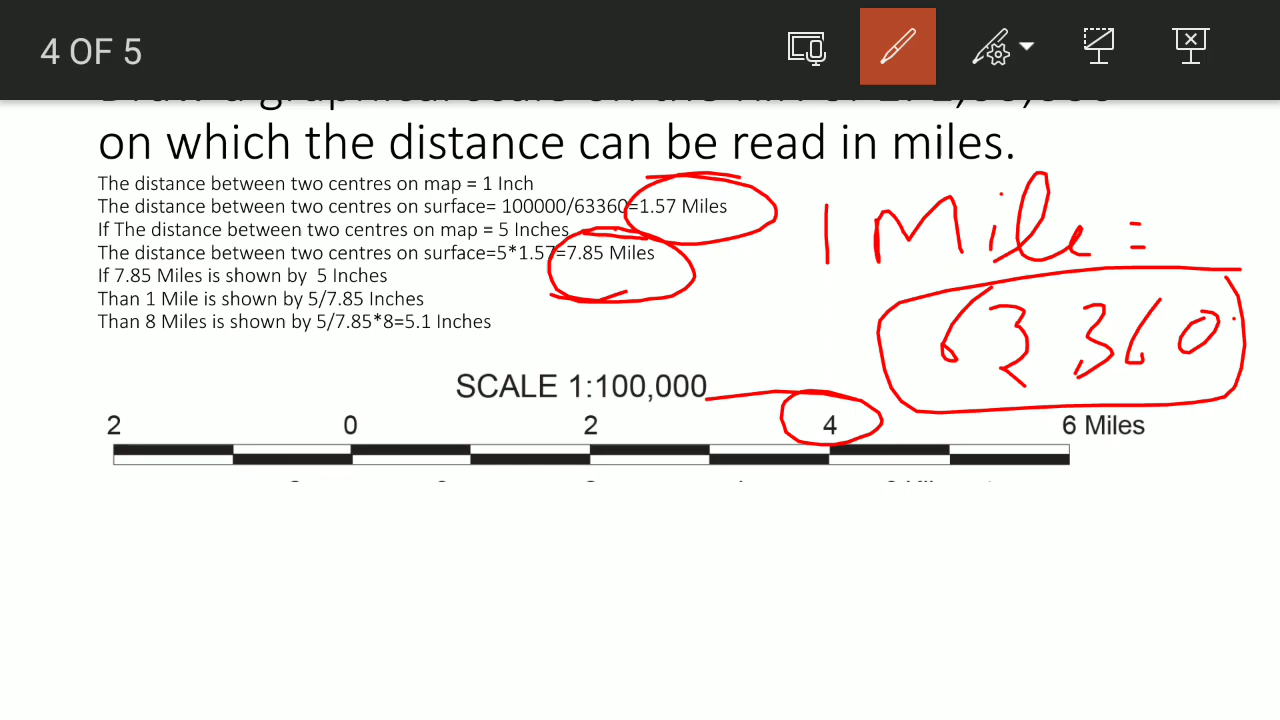 4 OF 5
on which the distance can be read in miles.
The distance between two centres on map = 1 Inch
The distance between two centres on surface= 100000/63360=1.57 Miles
If The distance between two centres on map = 5 Inches
The distance between two centres on surface=5*1.57=7.85 Miles
If 7.85 Miles is shown by 5 Inches
Than 1 Mile is shown by 5/7.85 Inches
Than 8 Miles is shown by 5/7.85*8=5.1 Inches
1 Mile =
63360
SCALE 1:100,000
2 0 2 4 6 Miles